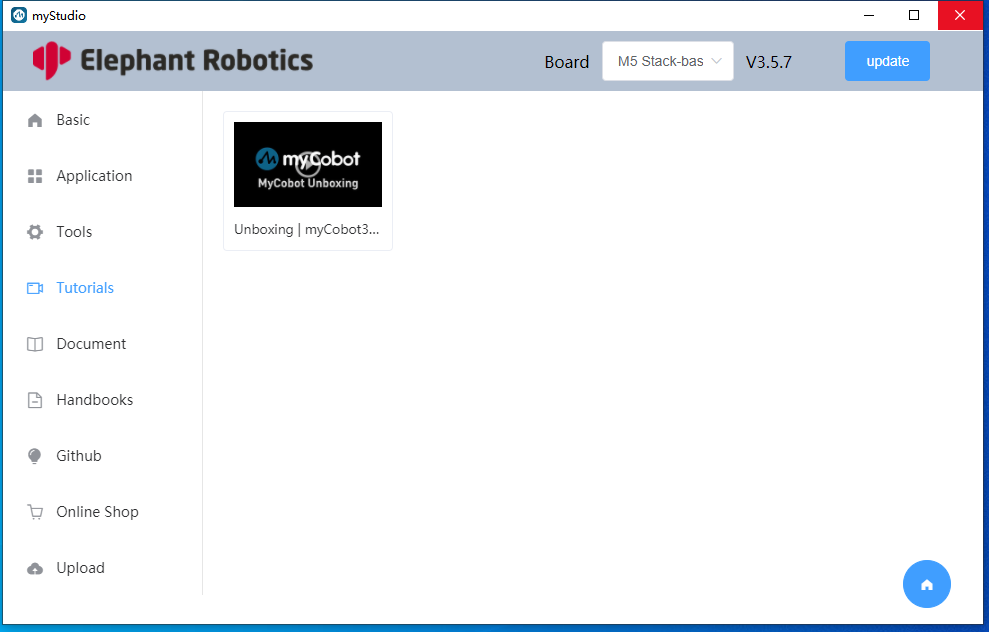 myStudio
Elephant Robotics
Board
M5 Stack-bas
V3.5.7
update
Basic
Application
Tools
Tutorials
Document
Handbooks
Github
Online Shop
Upload
myCobot
MyCobot Unboxing
Unboxing | myCobot3...